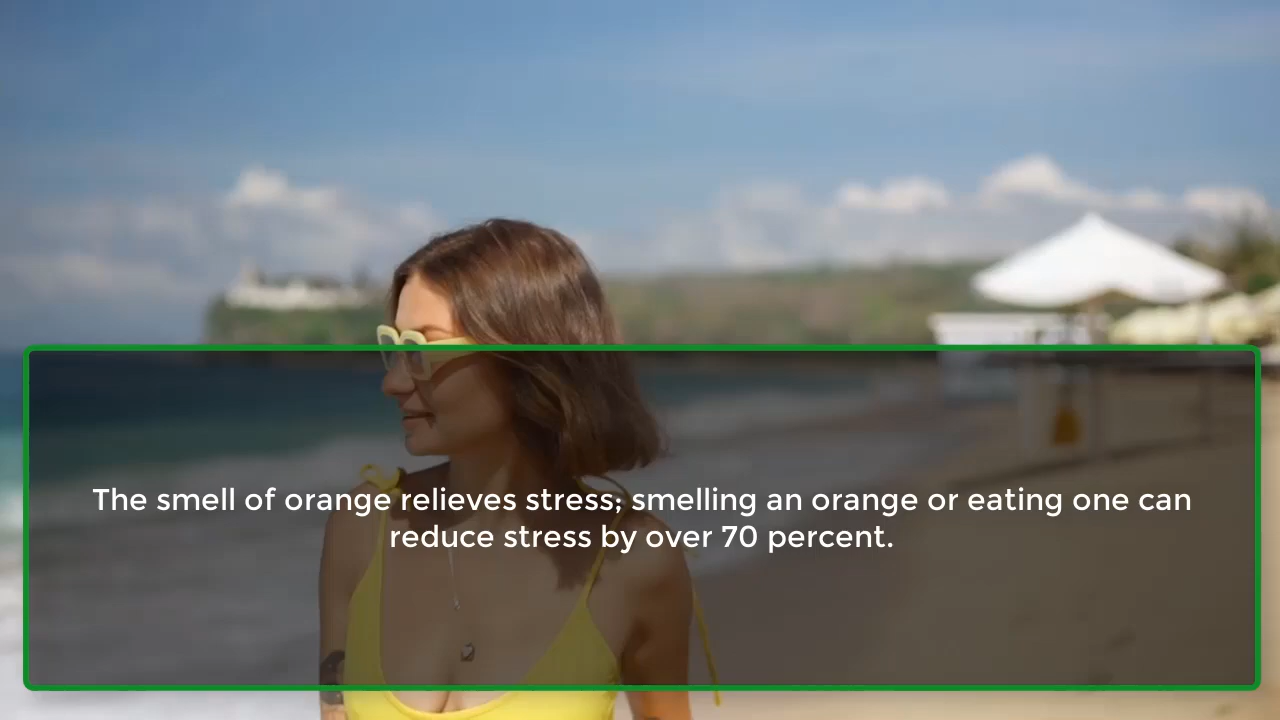 The smell of orange relieves stress; smelling an orange or eating one can
reduce stress by over 70 percent.